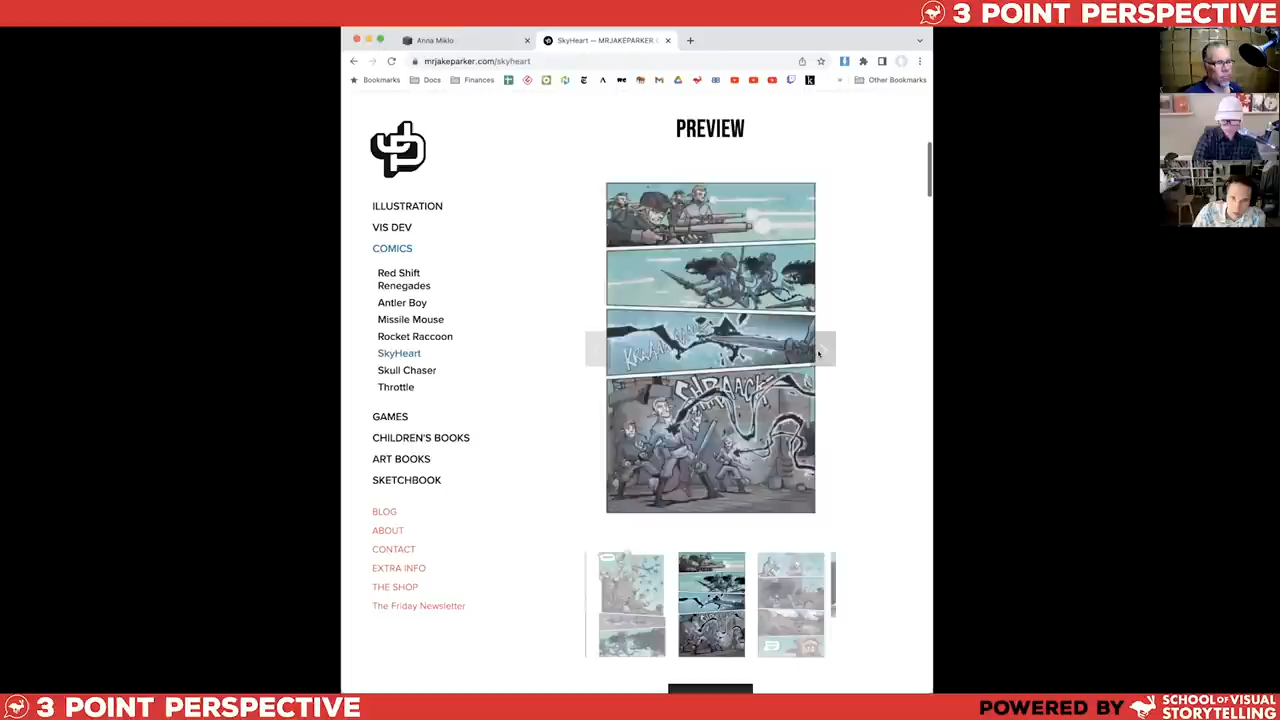 3 POINT PERSPECTIVE
Anna Miklo
SkyHeart — MRJAKEPARKER.C
mrjakeparker.com/skyheart
Bookmarks
Docs
Finances
Other Bookmarks
PREVIEW
ILLUSTRATION
VIS DEV
COMICS
Red Shift
Renegades
Antler Boy
Missile Mouse
Rocket Raccoon
SkyHeart
Skull Chaser
Throttle
GAMES
CHILDREN'S BOOKS
ART BOOKS
SKETCHBOOK
BLOG
ABOUT
CONTACT
EXTRA INFO
THE SHOP
The Friday Newsletter
3 POINT PERSPECTIVE
POWERED BY
SCHOOL OF VISUAL
STORYTELLING